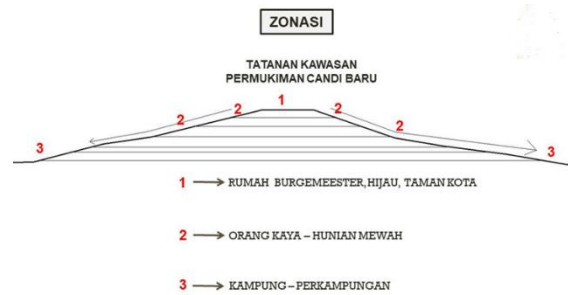 ZONASI
TATANAN KAWASAN
PERMUKIMAN CANDI BARU
1
2 2 2
2
3 3
1 RUMAH BURGEMEESTER, HIJAU, TAMAN KOTA
2 ORANG KAYA – HUNIAN MEWAH
3 KAMPUNG – PERKAMPUNGAN